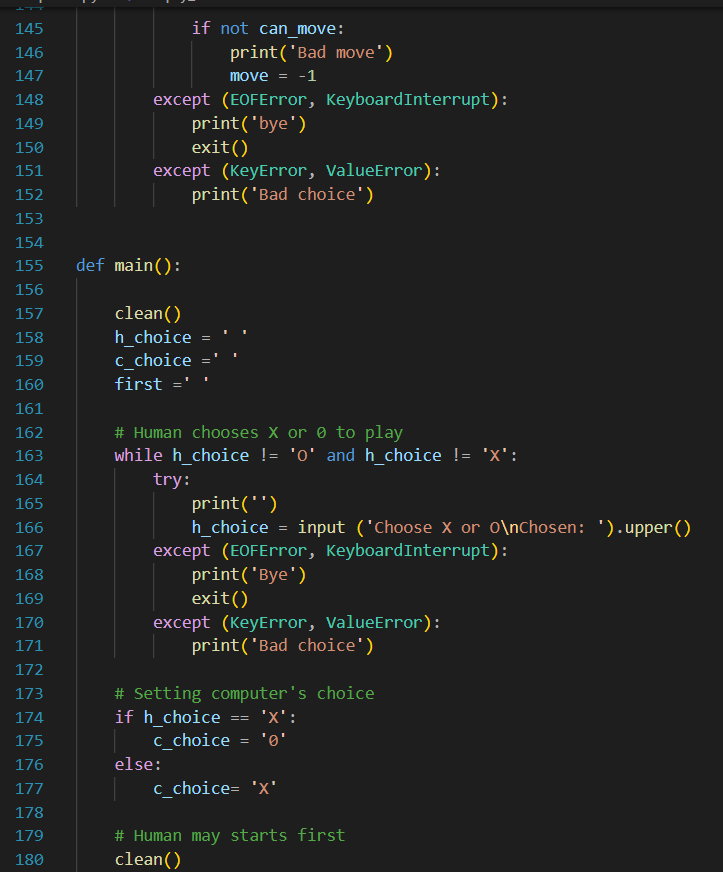 145 if not can_move:
146 print('Bad move')
147 move = -1
148 except (EOFError, KeyboardInterrupt):
149 print('bye')
150 exit()
151 except (KeyError, ValueError):
152 print('Bad choice')
153
154
155 def main():
156
157 clean()
158 h_choice = ' '
159 c_choice =' '
160 first =' '
161
162 # Human chooses X or 0 to play
163 while h_choice != 'O' and h_choice != 'X':
164 try:
165 print('')
166 h_choice = input ('Choose X or O\nChosen: ').upper()
167 except (EOFError, KeyboardInterrupt):
168 print('Bye')
169 exit()
170 except (KeyError, ValueError):
171 print('Bad choice')
172
173 # Setting computer's choice
174 if h_choice == 'X':
175 c_choice = '0'
176 else:
177 c_choice= 'X'
178
179 # Human may starts first
180 clean()